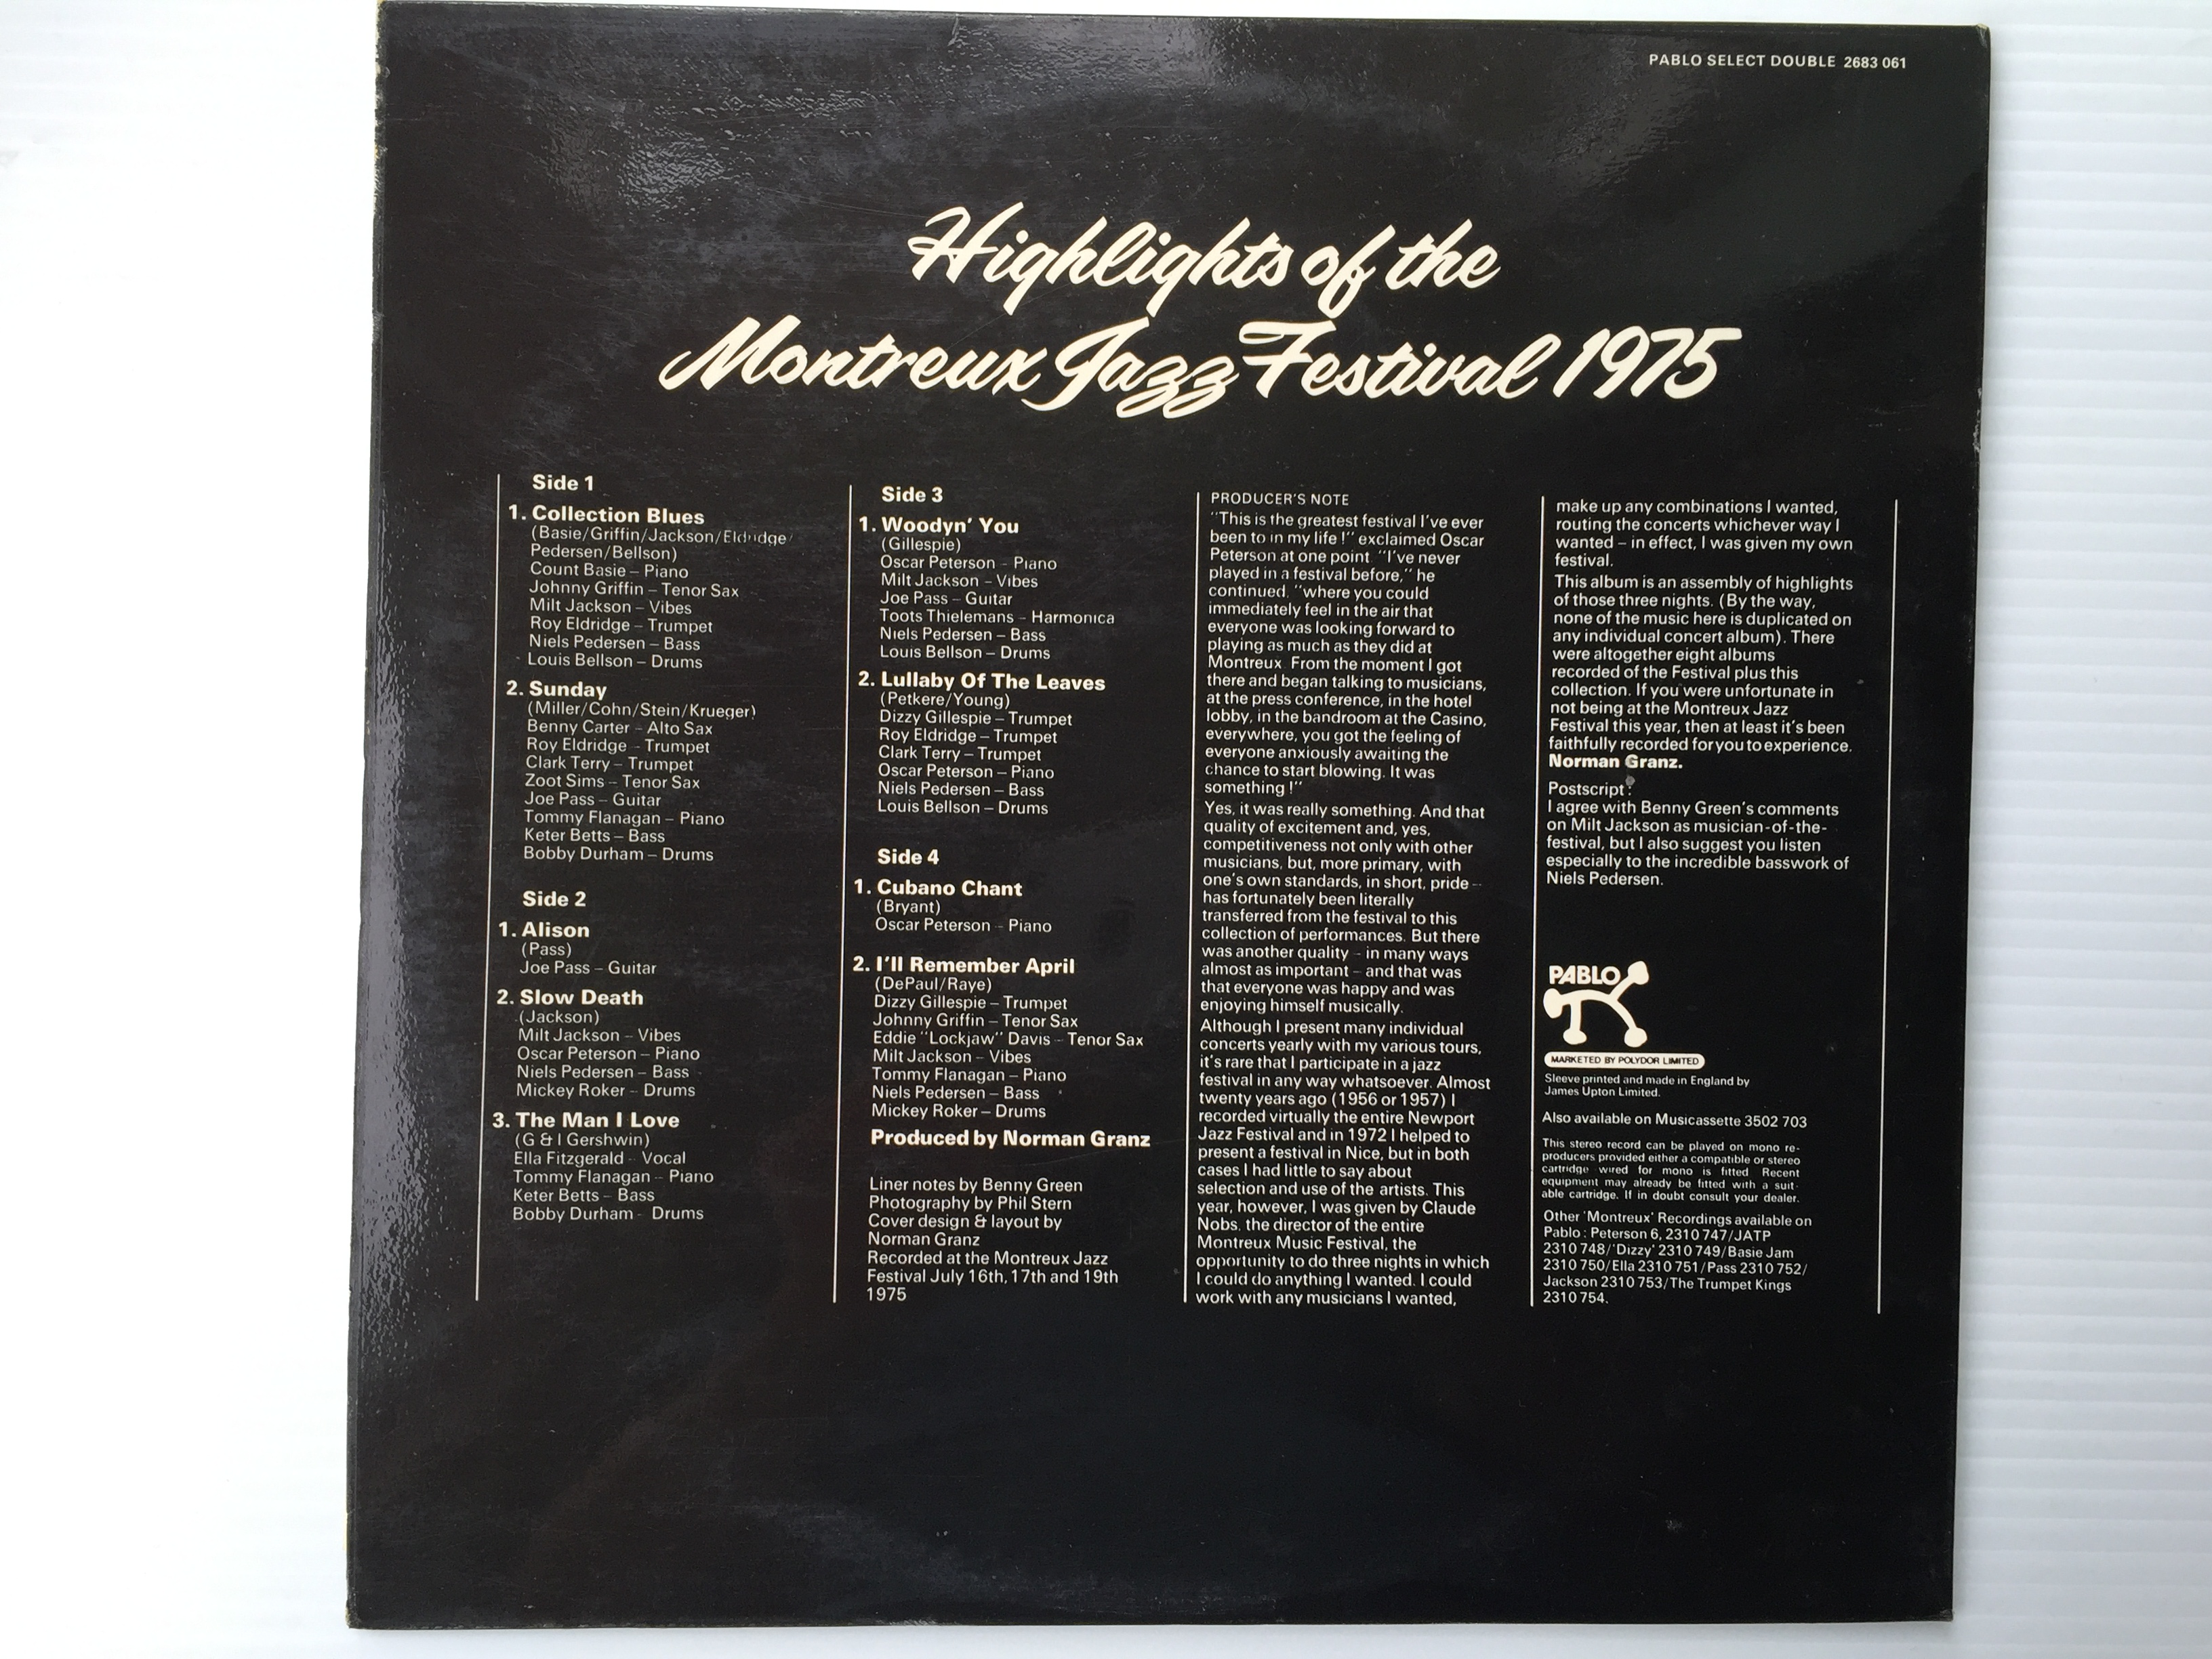 PABLO SELECT DOUBLE 2683 061
Highlights of the
Montreux Jazz Festival 1975
Side 1
1. Collection Blues
(Basie/Griffin/Jackson/Eldridge/
Pedersen/Bellson)
Count Basie – Piano
Johnny Griffin – Tenor Sax
Milt Jackson – Vibes
Roy Eldridge – Trumpet
Niels Pedersen – Bass
Louis Bellson – Drums
2. Sunday
(Miller/Cohn/Stein/Krueger)
Benny Carter – Alto Sax
Roy Eldridge – Trumpet
Clark Terry – Trumpet
Zoot Sims – Tenor Sax
Joe Pass – Guitar
Tommy Flanagan – Piano
Keter Betts – Bass
Bobby Durham – Drums
Side 2
1. Alison
(Pass)
Joe Pass – Guitar
2. Slow Death
(Jackson)
Milt Jackson – Vibes
Oscar Peterson – Piano
Niels Pedersen – Bass
Mickey Roker – Drums
3. The Man I Love
(G & I Gershwin)
Ella Fitzgerald – Vocal
Tommy Flanagan – Piano
Keter Betts – Bass
Bobby Durham – Drums
Side 3
1. Woodyn' You
(Gillespie)
Oscar Peterson – Piano
Milt Jackson – Vibes
Joe Pass – Guitar
Toots Thielemans – Harmonica
Niels Pedersen – Bass
Louis Bellson – Drums
2. Lullaby Of The Leaves
(Petkere/Young)
Dizzy Gillespie – Trumpet
Roy Eldridge – Trumpet
Clark Terry – Trumpet
Oscar Peterson – Piano
Niels Pedersen – Bass
Louis Bellson – Drums
Side 4
1. Cubano Chant
(Bryant)
Oscar Peterson – Piano
2. I'll Remember April
(DePaul/Raye)
Dizzy Gillespie – Trumpet
Johnny Griffin – Tenor Sax
Eddie "Lockjaw" Davis – Tenor Sax
Milt Jackson – Vibes
Tommy Flanagan – Piano
Niels Pedersen – Bass
Mickey Roker – Drums
Produced by Norman Granz
Liner notes by Benny Green
Photography by Phil Stern
Cover design & layout by
Norman Granz
Recorded at the Montreux Jazz
Festival July 16th, 17th and 19th
1975
PRODUCER'S NOTE
"This is the greatest festival I've ever
been to in my life!" exclaimed Oscar
Peterson at one point. "I've never
played in a festival before," he
continued, "where you could
immediately feel in the air that
everyone was looking forward to
playing as much as they did at
Montreux. From the moment I got
there and began talking to musicians,
at the press conference, in the hotel
lobby, in the bandroom at the Casino,
everywhere, you got the feeling of
everyone anxiously awaiting the
chance to start blowing. It was
something!"
Yes, it was really something. And that
quality of excitement and, yes,
competitiveness not only with other
musicians, but, more primary, with
one's own standards, in short, pride –
has fortunately been literally
transferred from the festival to this
collection of performances. But there
was another quality – in many ways
almost as important – and that was
that everyone was happy and was
enjoying himself musically.
Although I present many individual
concerts yearly with my various tours,
it's rare that I participate in a jazz
festival in any way whatsoever. Almost
twenty years ago (1956 or 1957) I
recorded virtually the entire Newport
Jazz Festival and in 1972 I helped to
present a festival in Nice, but in both
cases I had little to say about
selection and use of the artists. This
year, however, I was given by Claude
Nobs, the director of the entire
Montreux Music Festival, the
opportunity to do three nights in which
I could do anything I wanted. I could
work with any musicians I wanted,
make up any combinations I wanted,
routing the concerts whichever way I
wanted – in effect, I was given my own
festival.
This album is an assembly of highlights
of those three nights. (By the way,
none of the music here is duplicated on
any individual concert album). There
were altogether eight albums
recorded of the Festival plus this
collection. If you were unfortunate in
not being at the Montreux Jazz
Festival this year, then at least it's been
faithfully recorded for you to experience.
Norman Granz.
Postscript:
I agree with Benny Green's comments
on Milt Jackson as musician-of-the-
festival, but I also suggest you listen
especially to the incredible basswork of
Niels Pedersen.
PABLO
MARKETED BY POLYDOR LIMITED
Sleeve printed and made in England by
James Upton Limited.
Also available on Musicassette 3502 703
This stereo record can be played on mono re-
producers provided either a compatible or stereo
cartridge wired for mono is fitted. Recent
equipment may already be fitted with a suit-
able cartridge. If in doubt consult your dealer.
Other 'Montreux' Recordings available on
Pablo: Peterson 6, 2310 747/JATP
2310 748/'Dizzy' 2310 749/Basie Jam
2310 750/Ella 2310 751/Pass 2310 752/
Jackson 2310 753/The Trumpet Kings
2310 754.